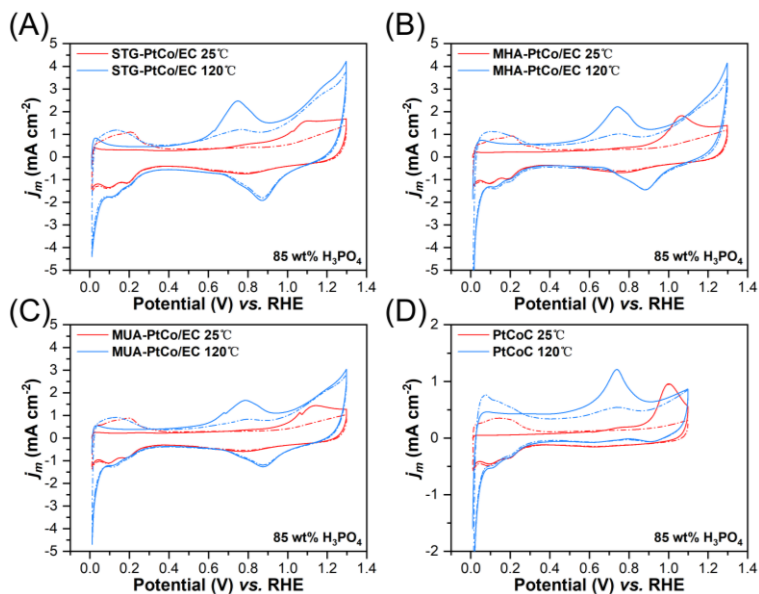 (A)
STG-PtCo/EC 25℃
STG-PtCo/EC 120℃
5
4
3
2
1
0
-1
-2
-3
-4
-5
jm (mA cm-2)
85 wt% H3PO4
0.0 0.2 0.4 0.6 0.8 1.0 1.2 1.4
Potential (V) vs. RHE
(B)
MHA-PtCo/EC 25℃
MHA-PtCo/EC 120℃
5
4
3
2
1
0
-1
-2
-3
-4
-5
jm (mA cm-2)
85 wt% H3PO4
0.0 0.2 0.4 0.6 0.8 1.0 1.2 1.4
Potential (V) vs. RHE
(C)
MUA-PtCo/EC 25℃
MUA-PtCo/EC 120℃
5
4
3
2
1
0
-1
-2
-3
-4
-5
jm (mA cm-2)
85 wt% H3PO4
0.0 0.2 0.4 0.6 0.8 1.0 1.2 1.4
Potential (V) vs. RHE
(D)
PtCoC 25℃
PtCoC 120℃
2
1
0
-1
-2
jm (mA cm-2)
85 wt% H3PO4
0.0 0.2 0.4 0.6 0.8 1.0 1.2 1.4
Potential (V) vs. RHE